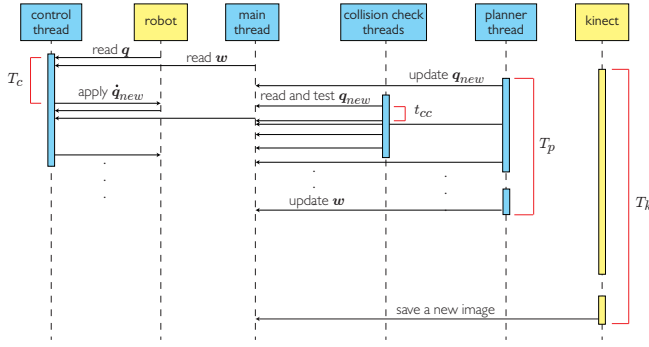 control thread
robot
main thread
collision check threads
planner thread
kinect
read q
read w
update q_new
T_c
apply q̇_new
read and test q_new
t_cc
T_p
update w
T_k
save a new image